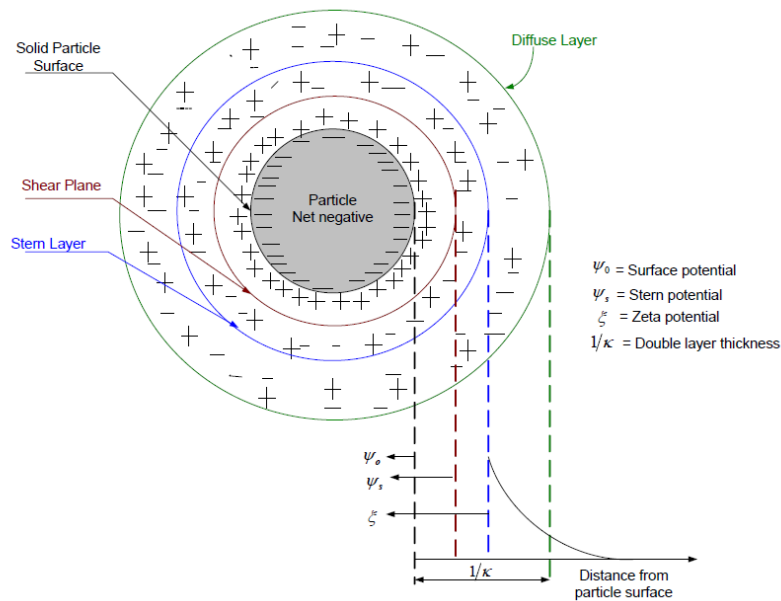 Diffuse Layer
Solid Particle
Surface
Shear Plane
Stern Layer
Particle
Net negative
ψ₀ = Surface potential
ψₛ = Stern potential
ξ = Zeta potential
1/κ = Double layer thickness
ψₒ
ψₛ
ξ
1/κ
Distance from
particle surface